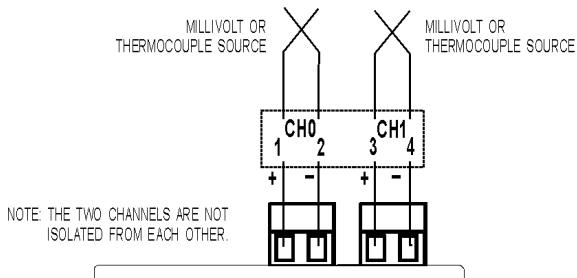 MILLIVOLT OR
THERMOCOUPLE SOURCE
MILLIVOLT OR
THERMOCOUPLE SOURCE
CH0 CH1
1 2 3 4
+ - + -
NOTE: THE TWO CHANNELS ARE NOT
ISOLATED FROM EACH OTHER.